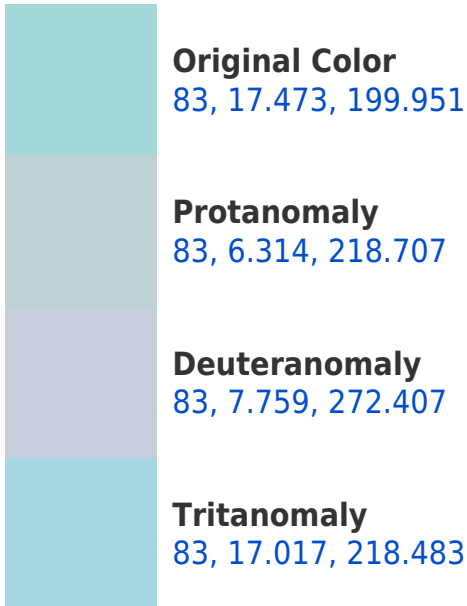 Original Color
83, 17.473, 199.951
Protanomaly
83, 6.314, 218.707
Deuteranomaly
83, 7.759, 272.407
Tritanomaly
83, 17.017, 218.483